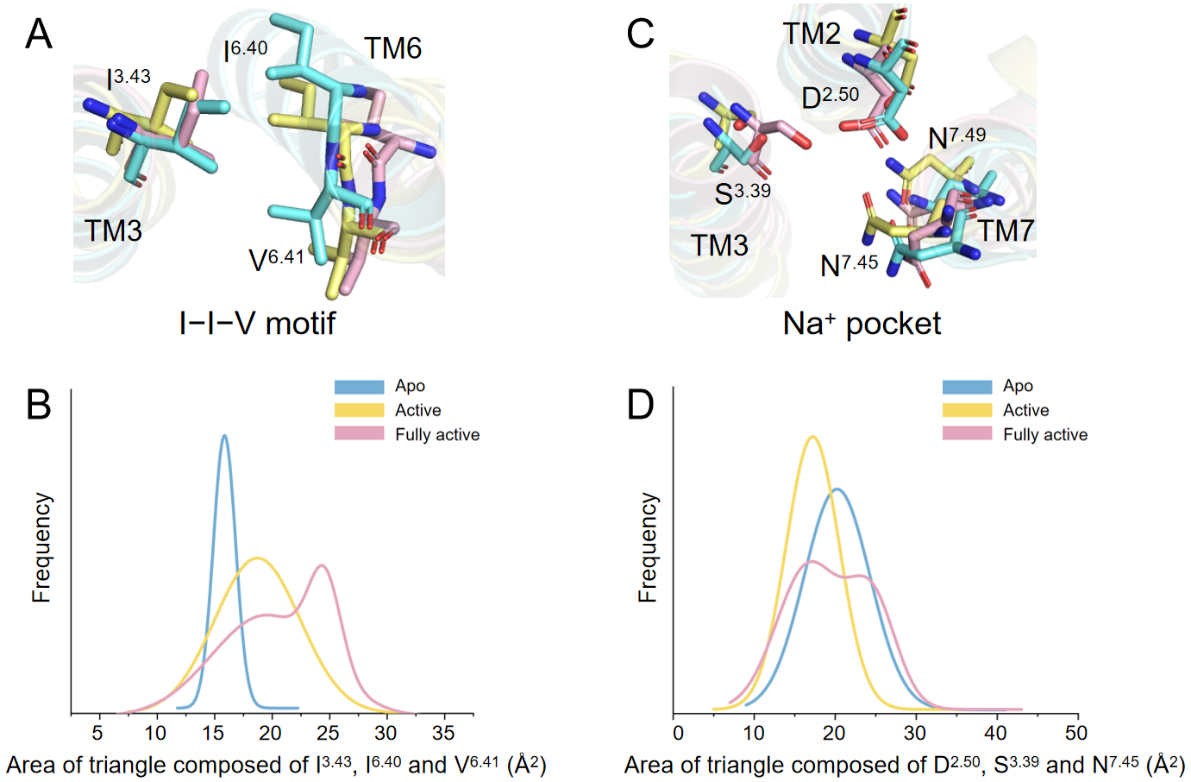 A
I3.43
I6.40
TM6
TM3
V6.41
I−I−V motif
C
TM2
D2.50
N7.49
S3.39
TM3
N7.45
TM7
Na+ pocket
B
Apo
Active
Fully active
Frequency
5 10 15 20 25 30 35
Area of triangle composed of I3.43, I6.40 and V6.41 (Å2)
D
Apo
Active
Fully active
Frequency
0 10 20 30 40 50
Area of triangle composed of D2.50, S3.39 and N7.45 (Å2)